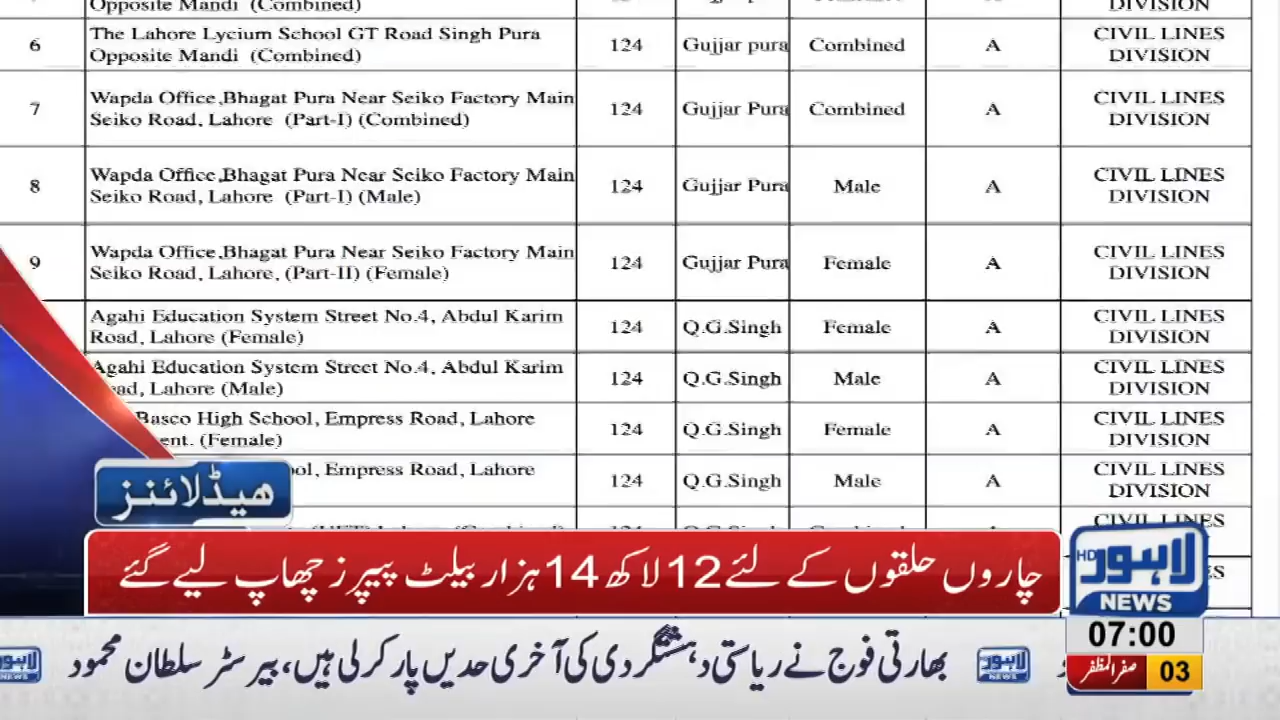 Opposite Mandi (Combined)
DIVISION
6 The Lahore Lycium School GT Road Singh Pura Opposite Mandi (Combined) 124 Gujjar pura Combined A CIVIL LINES DIVISION
7 Wapda Office,Bhagat Pura Near Seiko Factory Main Seiko Road, Lahore (Part-I) (Combined) 124 Gujjar Pura Combined A CIVIL LINES DIVISION
8 Wapda Office,Bhagat Pura Near Seiko Factory Main Seiko Road, Lahore (Part-I) (Male) 124 Gujjar Pura Male A CIVIL LINES DIVISION
9 Wapda Office,Bhagat Pura Near Seiko Factory Main Seiko Road, Lahore, (Part-II) (Female) 124 Gujjar Pura Female A CIVIL LINES DIVISION
Agahi Education System Street No.4, Abdul Karim Road, Lahore (Female) 124 Q.G.Singh Female A CIVIL LINES DIVISION
Agahi Education System Street No.4, Abdul Karim Lahore (Male) 124 Q.G.Singh Male A CIVIL LINES DIVISION
Basco High School, Empress Road, Lahore (Female) 124 Q.G.Singh Female A CIVIL LINES DIVISION
Empress Road, Lahore 124 Q.G.Singh Male A CIVIL LINES DIVISION
CIVIL LINES
ھیڈلائنز
چاروں حلقوں کے لئے 12 لاکھ 14 ہزار بیلٹ پیپرز چھاپ لیے گئے
لاہور HD
NEWS
07:00
03 صفر المظفر
بھارتی فوج نے ریاستی دہشتگردی کی آخری حدیں پار کرلی ہیں، بیرسٹر سلطان محمود
لاہور NEWS
لاہور NEWS